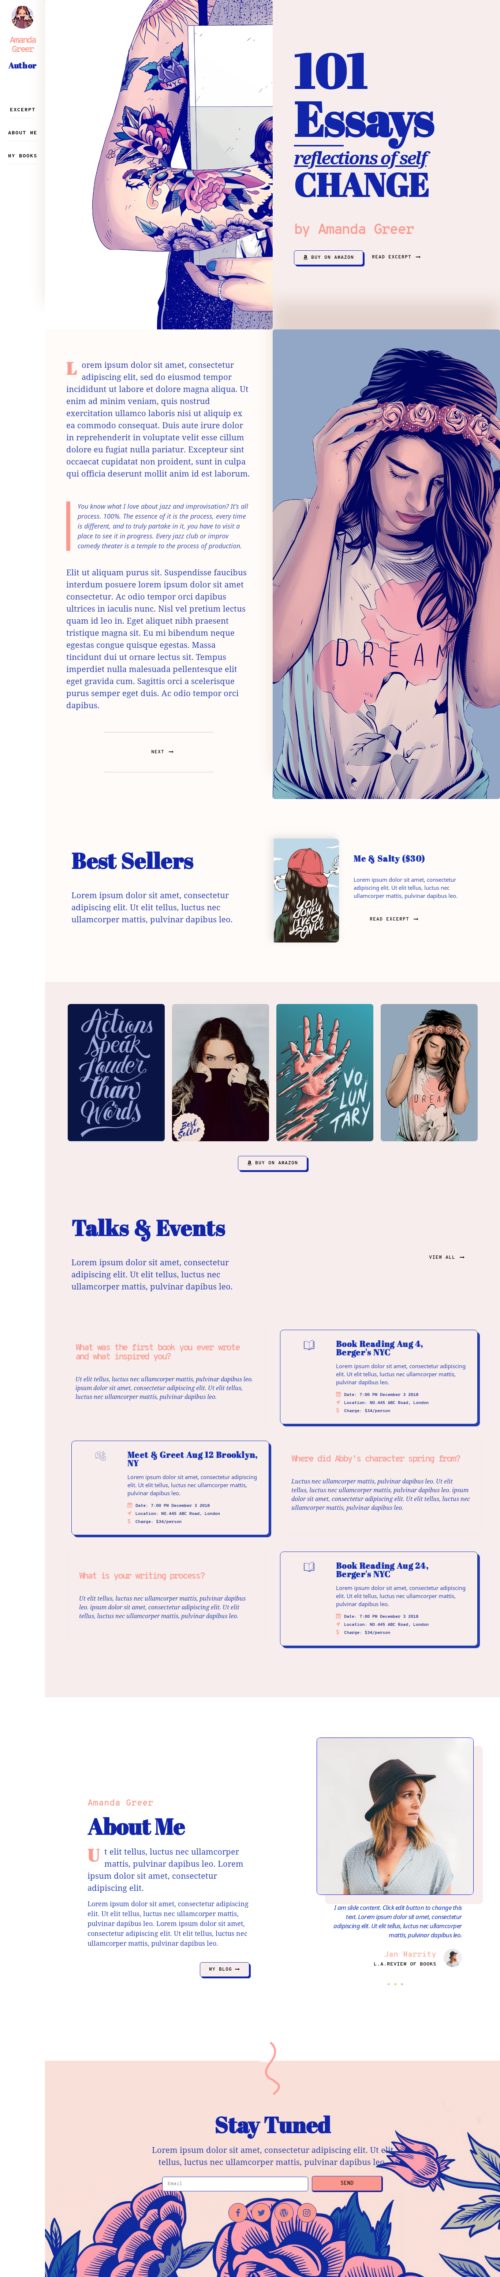 Amanda
Greer
Author
EXCERPT
ABOUT ME
MY BOOKS
NYC
101
Essays
reflections of self
CHANGE
by Amanda Greer
BUY ON AMAZON
READ EXCERPT
Lorem ipsum dolor sit amet, consectetur
adipiscing elit, sed do eiusmod tempor
incididunt ut labore et dolore magna aliqua. Ut
enim ad minim veniam, quis nostrud
exercitation ullamco laboris nisi ut aliquip ex
ea commodo consequat. Duis aute irure dolor
in reprehenderit in voluptate velit esse cillum
dolore eu fugiat nulla pariatur. Excepteur sint
occaecat cupidatat non proident, sunt in culpa
qui officia deserunt mollit anim id est laborum.
You know what I love about jazz and improvisation? It's all
process. 100%. The essence of it is the process, every time
is different, and to truly partake in it, you have to visit a
place to see it in progress. Every jazz club or improv
comedy theater is a temple to the process of production.
Elit ut aliquam purus sit. Suspendisse faucibus
interdum posuere lorem ipsum dolor sit amet
consectetur. Ac odio tempor orci dapibus
ultrices in iaculis nunc. Nisl vel pretium lectus
quam id leo in. Eget aliquet nibh praesent
tristique magna sit. Eu mi bibendum neque
egestas congue quisque egestas. Massa
tincidunt dui ut ornare lectus sit. Tempus
imperdiet nulla malesuada pellentesque elit
eget gravida cum. Sagittis orci a scelerisque
purus semper eget duis. Ac odio tempor orci
dapibus.
NEXT
DREAM
Best Sellers
Lorem ipsum dolor sit amet, consectetur
adipiscing elit. Ut elit tellus, luctus nec
ullamcorper mattis, pulvinar dapibus leo.
YOU
ONLY
LIVE
ONCE
Me & Salty ($30)
Lorem ipsum dolor sit amet, consectetur
adipiscing elit. Ut elit tellus, luctus nec
ullamcorper mattis, pulvinar dapibus leo.
READ EXCERPT
Actions
Speak
Louder
than
Words
Best
Seller
VO
LUN
TARY
DREAM
BUY ON AMAZON
Talks & Events
Lorem ipsum dolor sit amet, consectetur
adipiscing elit. Ut elit tellus, luctus nec
ullamcorper mattis, pulvinar dapibus leo.
VIEW ALL
What was the first book you ever wrote
and what inspired you?
Ut elit tellus, luctus nec ullamcorper mattis, pulvinar dapibus leo.
ipsum dolor sit amet, consectetur adipiscing elit. Ut elit tellus,
luctus nec ullamcorper mattis, pulvinar dapibus leo.
Book Reading Aug 4,
Berger's NYC
Lorem ipsum dolor sit amet, consectetur adipiscing
elit. Ut elit tellus, luctus nec ullamcorper mattis,
pulvinar dapibus leo.
Date: 7:00 PM December 3 2018
Location: NO.445 ABC Road, London
Charge: $34/person
Meet & Greet Aug 12 Brooklyn,
NY
Lorem ipsum dolor sit amet, consectetur adipiscing
elit. Ut elit tellus, luctus nec ullamcorper mattis,
pulvinar dapibus leo.
Date: 7:00 PM December 3 2018
Location: NO.445 ABC Road, London
Charge: $34/person
Where did Abby's character spring from?
Luctus nec ullamcorper mattis, pulvinar dapibus leo. Ut elit
tellus, luctus nec ullamcorper mattis, pulvinar dapibus leo. ipsum
dolor sit amet, consectetur adipiscing elit. Ut elit tellus, luctus nec
ullamcorper mattis, pulvinar dapibus leo.
What is your writing process?
Ut elit tellus, luctus nec ullamcorper mattis, pulvinar dapibus
leo. ipsum dolor sit amet, consectetur adipiscing elit. Ut elit
tellus, luctus nec ullamcorper mattis, pulvinar dapibus leo.
Book Reading Aug 24,
Berger's NYC
Lorem ipsum dolor sit amet, consectetur adipiscing
elit. Ut elit tellus, luctus nec ullamcorper mattis,
pulvinar dapibus leo.
Date: 7:00 PM December 3 2018
Location: NO.445 ABC Road, London
Charge: $34/person
Amanda Greer
About Me
Ut elit tellus, luctus nec ullamcorper
mattis, pulvinar dapibus leo. Lorem
ipsum dolor sit amet, consectetur
adipiscing elit.
Lorem ipsum dolor sit amet, consectetur adipiscing
elit. Ut elit tellus, luctus nec ullamcorper mattis,
pulvinar dapibus leo. Lorem ipsum dolor sit amet,
consectetur adipiscing elit. Ut elit tellus, luctus nec
ullamcorper mattis, pulvinar dapibus leo.
MY BLOG
I am slide content. Click edit button to change this
text. Lorem ipsum dolor sit amet, consectetur
adipiscing elit. Ut elit tellus, luctus nec ullamcorper
mattis, pulvinar dapibus leo.
Jan Warrity
L.A.REVIEW OF BOOKS
Stay Tuned
Lorem ipsum dolor sit amet, consectetur adipiscing elit. Ut elit
tellus, luctus nec ullamcorper mattis, pulvinar dapibus leo.
Email
SEND